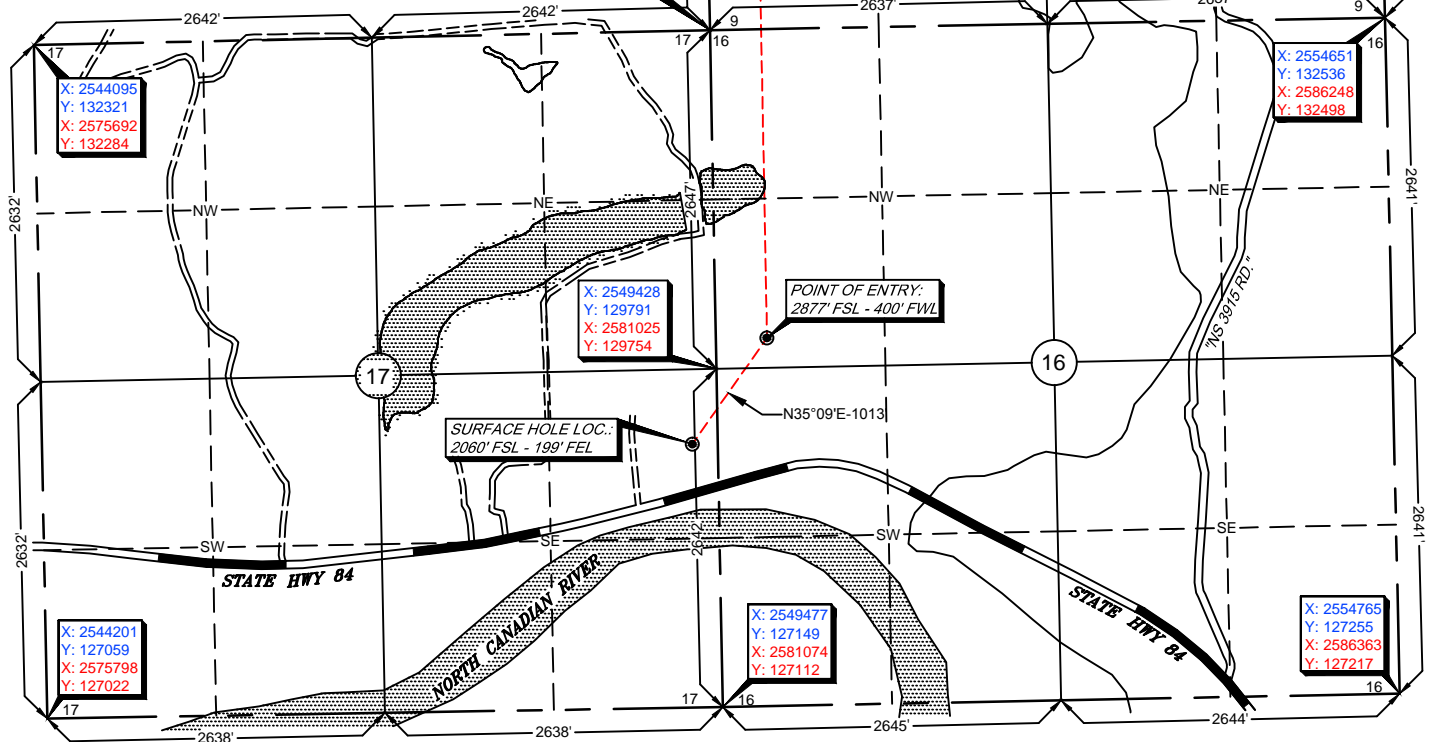 2642'
2642'
2637'
9
9
17
17
16
16
X: 2544095
Y: 132321
X: 2575692
Y: 132284
X: 2554651
Y: 132536
X: 2586248
Y: 132498
2632'
NW
NE
2647'
NW
NE
2641'
X: 2549428
Y: 129791
X: 2581025
Y: 129754
POINT OF ENTRY:
2877' FSL - 400' FWL
"NS 3915 RD."
17
16
N35°09'E-1013
SURFACE HOLE LOC.:
2060' FSL - 199' FEL
2632'
SW
SE
2642'
SW
SE
2641'
STATE HWY 84
NORTH CANADIAN RIVER
STATE HWY 84
X: 2544201
Y: 127059
X: 2575798
Y: 127022
X: 2549477
Y: 127149
X: 2581074
Y: 127112
X: 2554765
Y: 127255
X: 2586363
Y: 127217
17
17
16
16
2638'
2638'
2645'
2644'